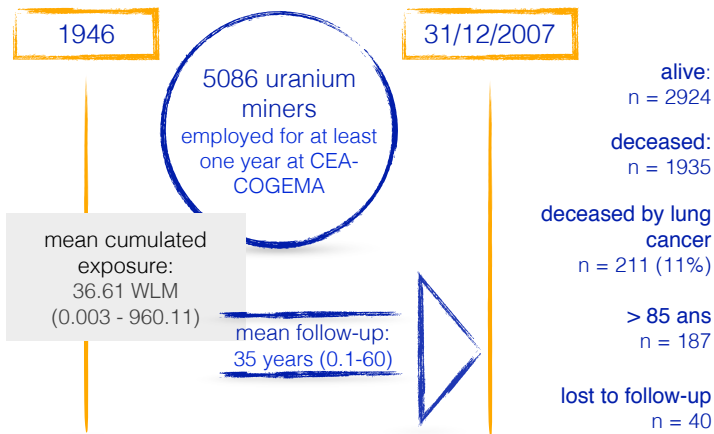 1946
31/12/2007
5086 uranium
miners
employed for at least
one year at CEA-
COGEMA
mean cumulated
exposure:
36.61 WLM
(0.003 - 960.11)
mean follow-up:
35 years (0.1-60)
alive:
n = 2924
deceased:
n = 1935
deceased by lung
cancer
n = 211 (11%)
> 85 ans
n = 187
lost to follow-up
n = 40